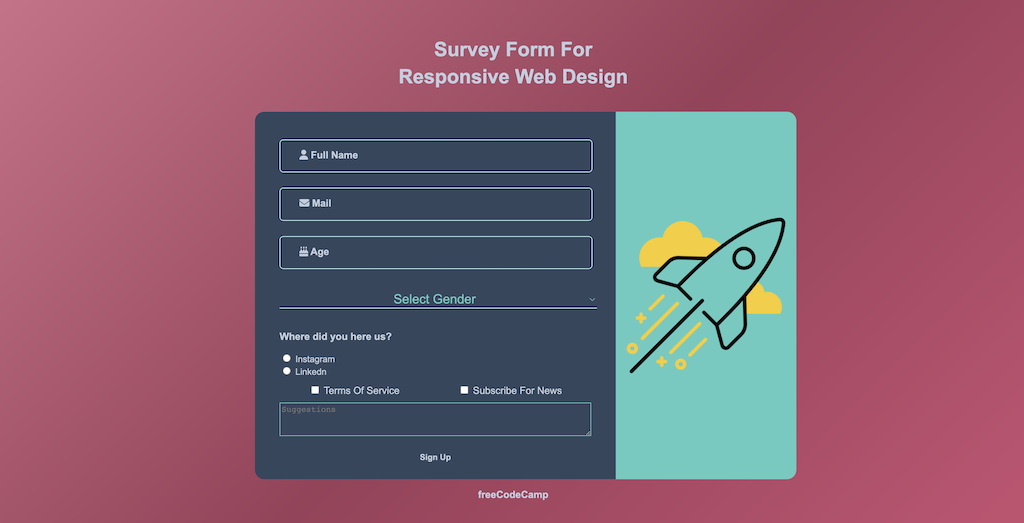 Survey Form For
Responsive Web Design
Full Name
Mail
Age
Select Gender
Where did you here us?
Instagram
Linkedn
Terms Of Service Subscribe For News
Suggestions
Sign Up
freeCodeCamp